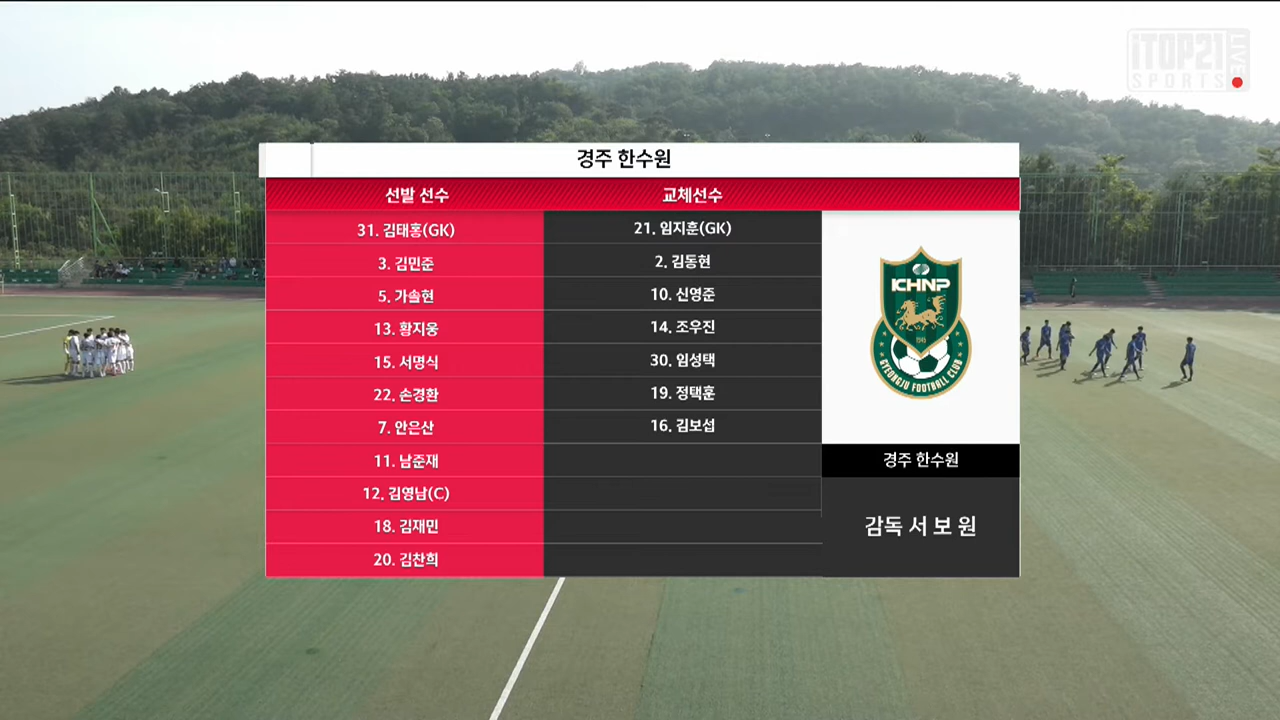 iTOP21
SPORTS
LIVE
경주 한수원
선발 선수
교체선수
31. 김태홍(GK)
3. 김민준
5. 가솔현
13. 황지웅
15. 서명식
22. 손경환
7. 안은산
11. 남준재
12. 김영남(C)
18. 김재민
20. 김찬희
21. 임지훈(GK)
2. 김동현
10. 신영준
14. 조우진
30. 임성택
19. 정택훈
16. 김보섭
KHNP
1945
GYEONGJU FOOTBALL CLUB
경주 한수원
감독 서 보 원